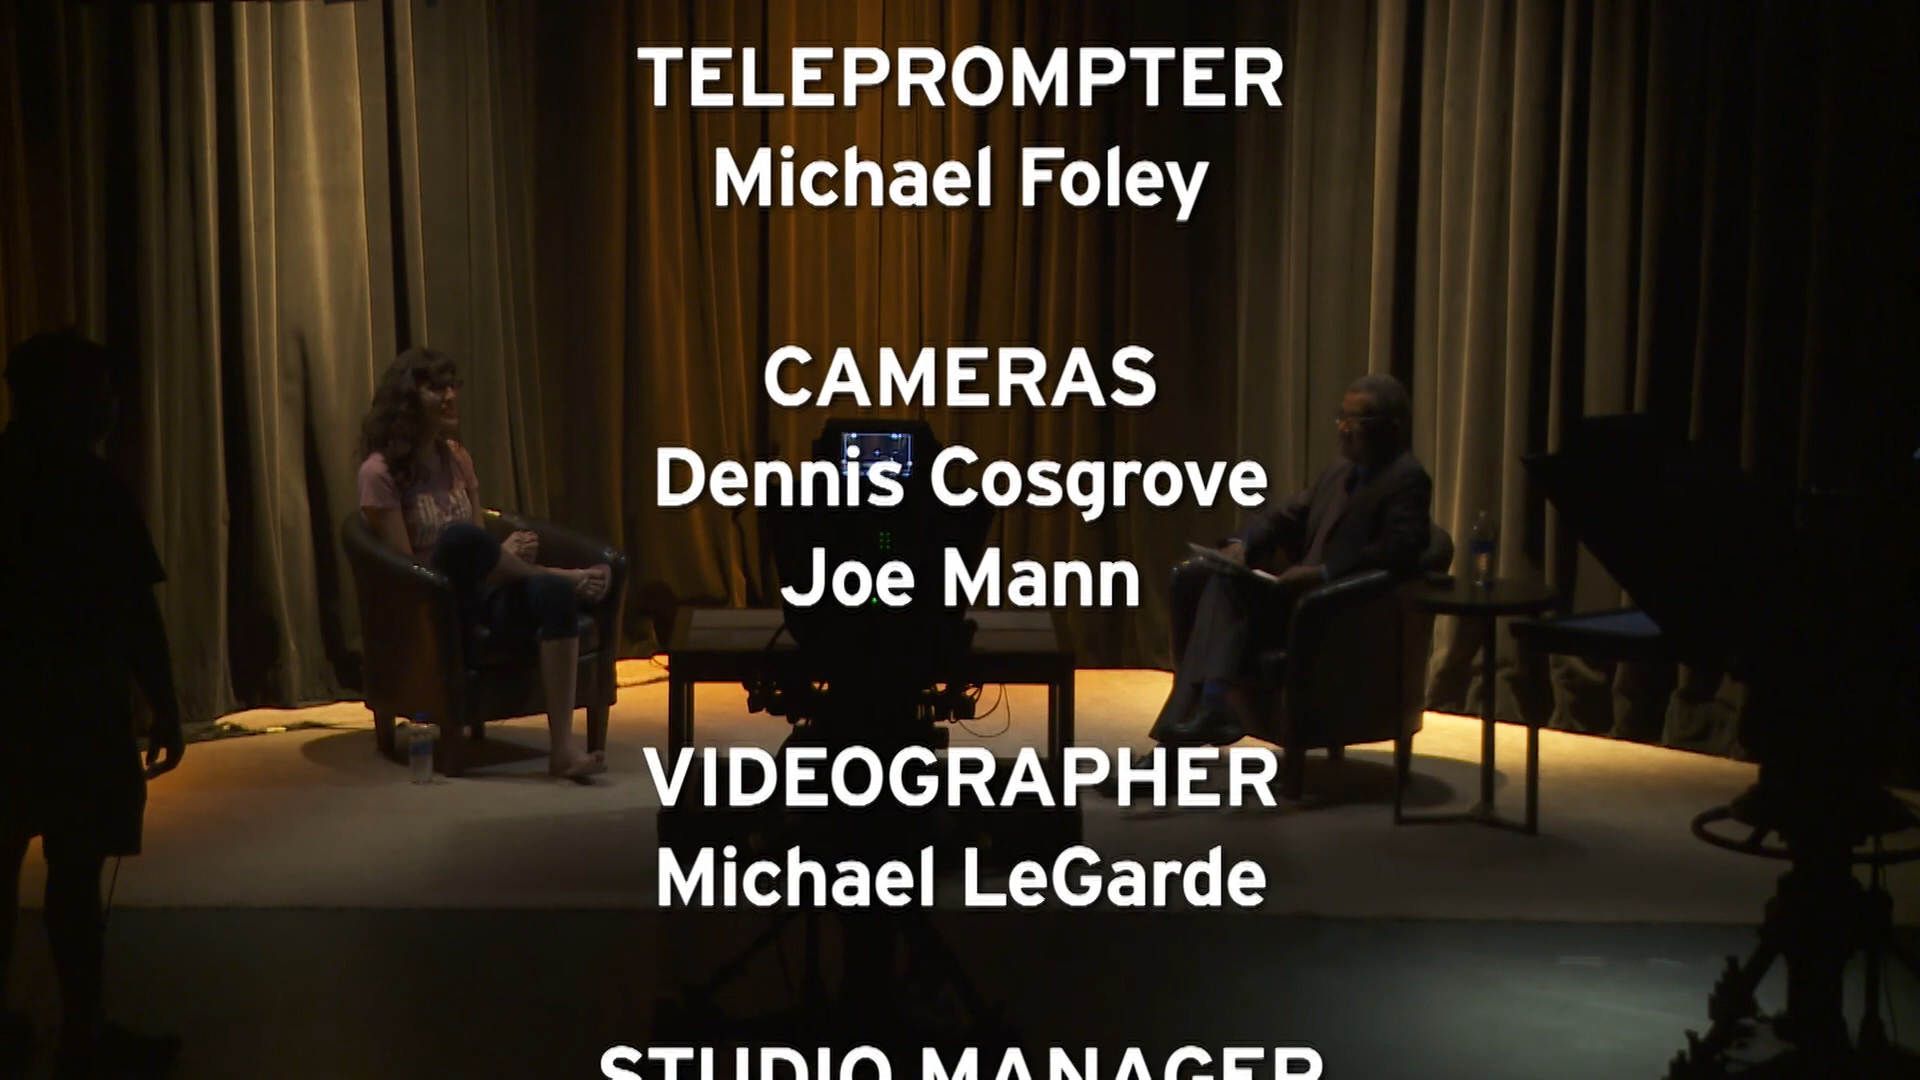 TELEPROMPTER
Michael Foley
CAMERAS
Dennis Cosgrove
Joe Mann
VIDEOGRAPHER
Michael LeGarde
STUDIO MANAGER